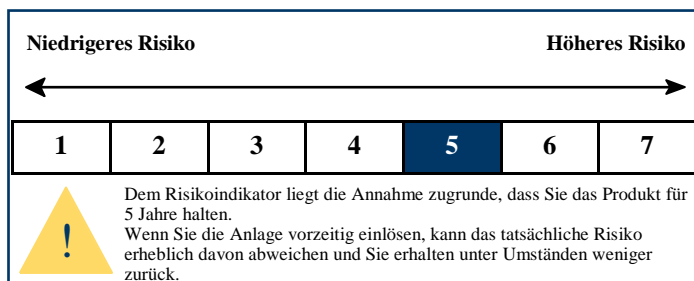 Niedrigeres Risiko Höheres Risiko
1 2 3 4 5 6 7
! Dem Risikoindikator liegt die Annahme zugrunde, dass Sie das Produkt für
5 Jahre halten.
Wenn Sie die Anlage vorzeitig einlösen, kann das tatsächliche Risiko
erheblich davon abweichen und Sie erhalten unter Umständen weniger
zurück.